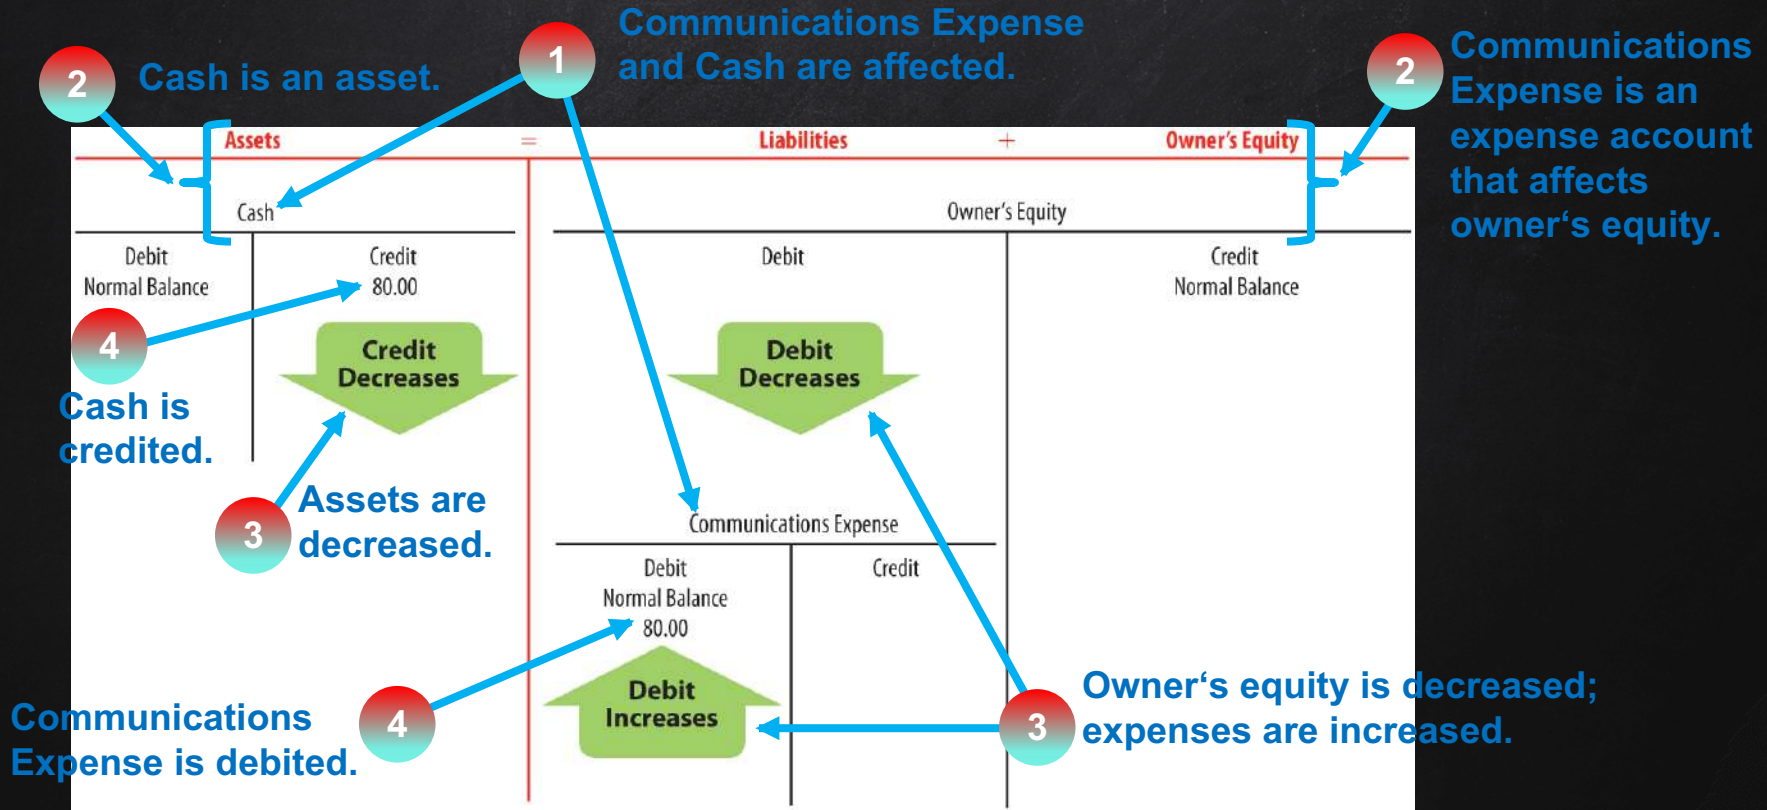 Communications Expense
and Cash are affected.
1
2
Cash is an asset.
2
Communications
Expense is an
expense account
that affects
owner‘s equity.
Assets = Liabilities + Owner's Equity
Cash
Owner's Equity
Debit
Normal Balance
Credit
80.00
Debit
Credit
Normal Balance
4
Cash is
credited.
Credit
Decreases
Debit
Decreases
3
Assets are
decreased.
Communications Expense
Debit
Normal Balance
80.00
Credit
Debit
Increases
4
Communications
Expense is debited.
3
Owner‘s equity is decreased;
expenses are increased.